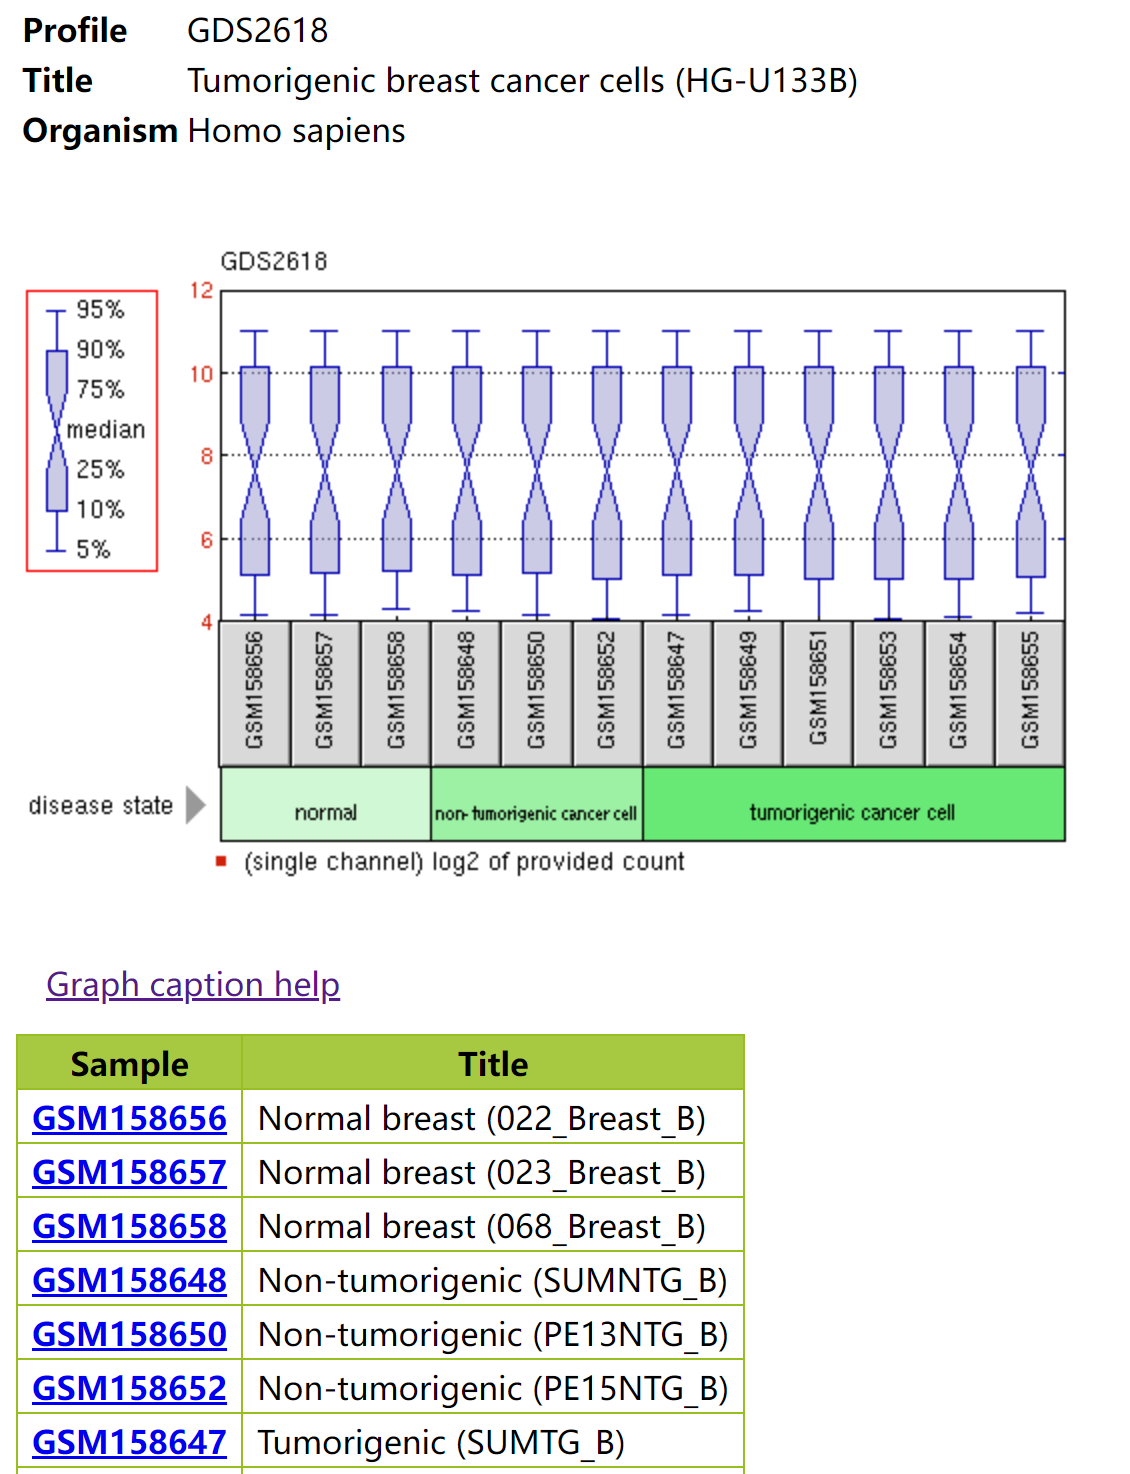 Profile GDS2618
Title Tumorigenic breast cancer cells (HG-U133B)
Organism Homo sapiens
GDS2618
95%
90%
75%
median
25%
10%
5%
12
10
8
6
4
GSM158656
GSM158657
GSM158658
GSM158648
GSM158650
GSM158652
GSM158647
GSM158649
GSM158651
GSM158653
GSM158654
GSM158655
disease state
normal
non-tumorigenic cancer cell
tumorigenic cancer cell
(single channel) log2 of provided count
Graph caption help
Sample Title
GSM158656 Normal breast (022_Breast_B)
GSM158657 Normal breast (023_Breast_B)
GSM158658 Normal breast (068_Breast_B)
GSM158648 Non-tumorigenic (SUMNTG_B)
GSM158650 Non-tumorigenic (PE13NTG_B)
GSM158652 Non-tumorigenic (PE15NTG_B)
GSM158647 Tumorigenic (SUMTG_B)